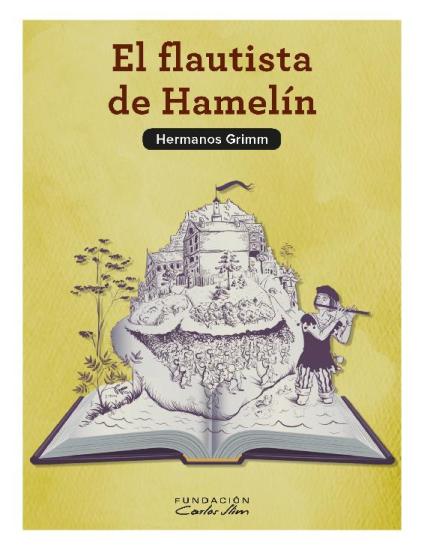 El flautista
de Hamelín
Hermanos Grimm
FUNDACIÓN
Carlos Slim